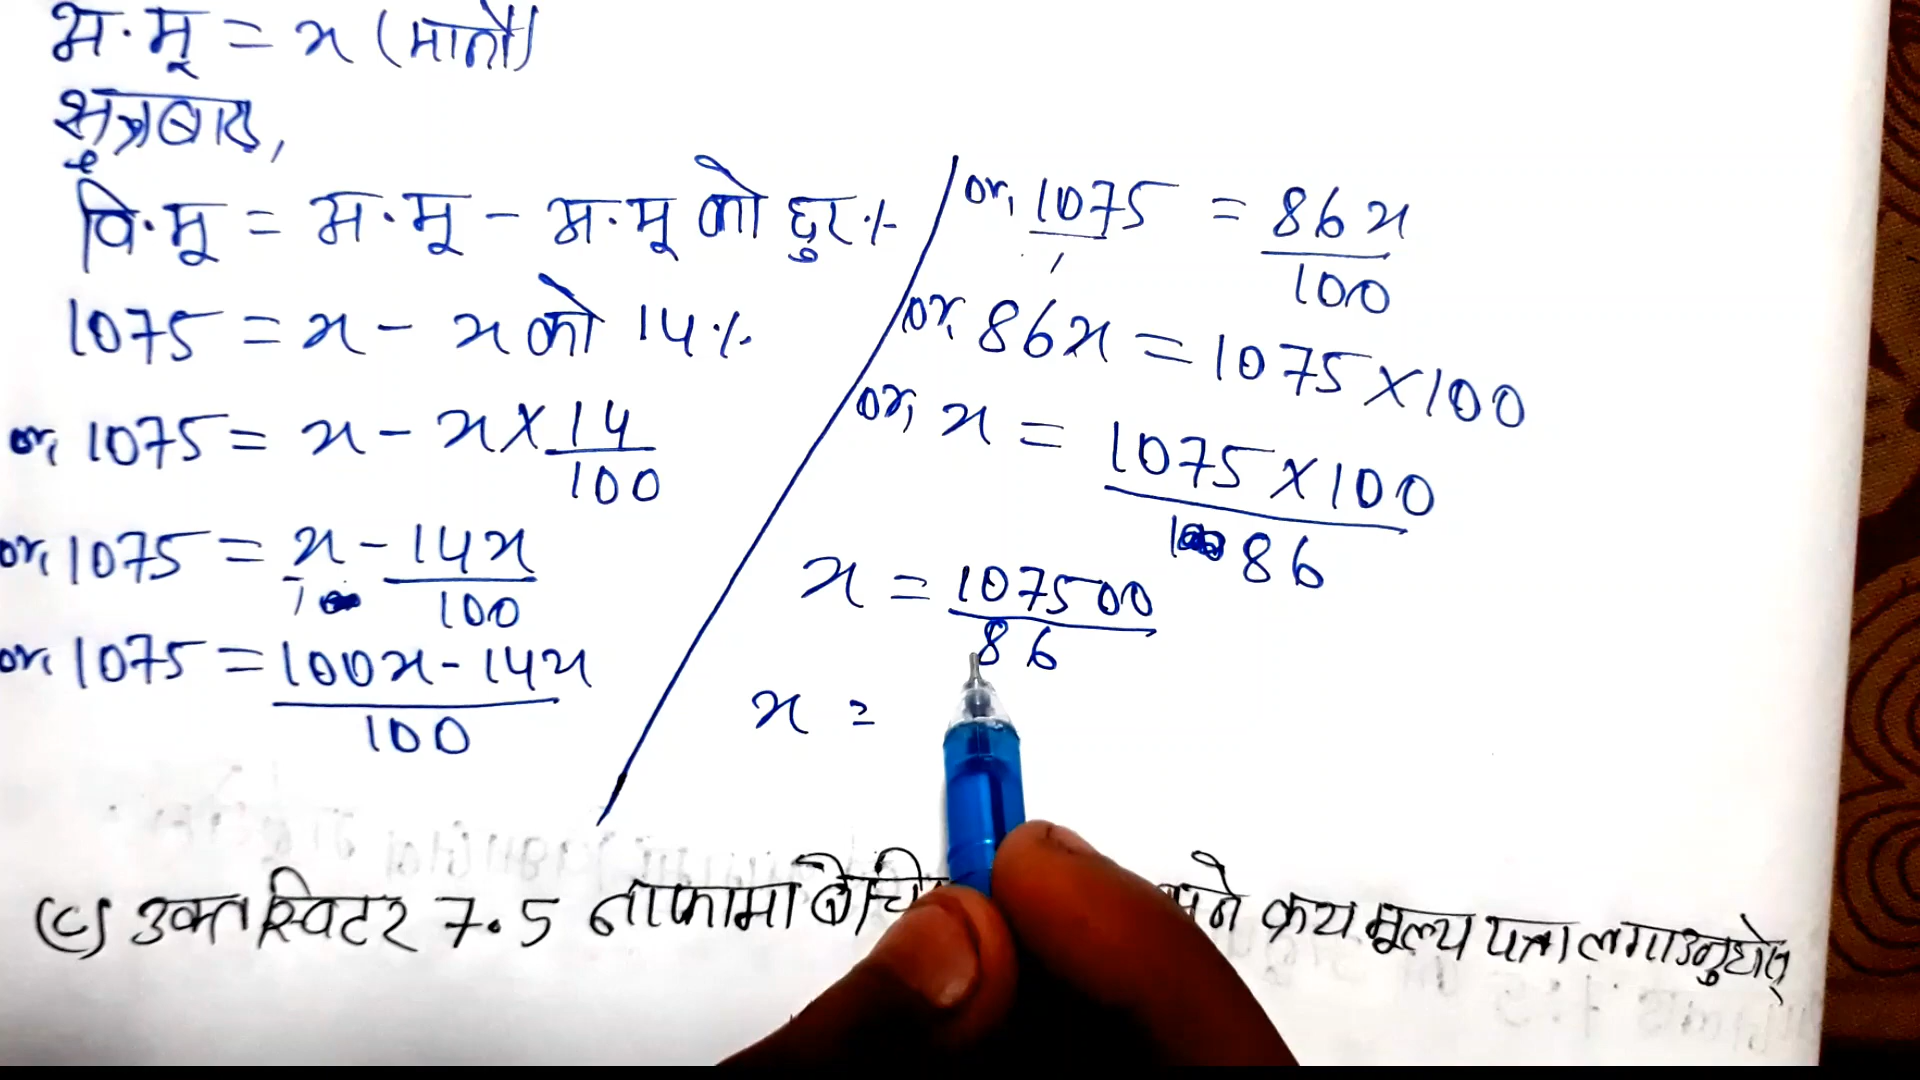 अ.मू = x (मानौ)
सूत्रबाट,
वि.मू = अ.मू - अ.मू को छुट%
1075 = x - x को 14%
or, 1075 = x - x × 14/100
or, 1075 = x/1 - 14x/100
or, 1075 = 100x - 14x/100
or, 1075 = 86x/100
or, 86x = 1075 × 100
or, x = 1075 × 100/86
x = 107500/86
x =
(c) उक्त स्विटर 7.5 नाफामा क्रय मूल्य पत्ता लगाउनुहोस्